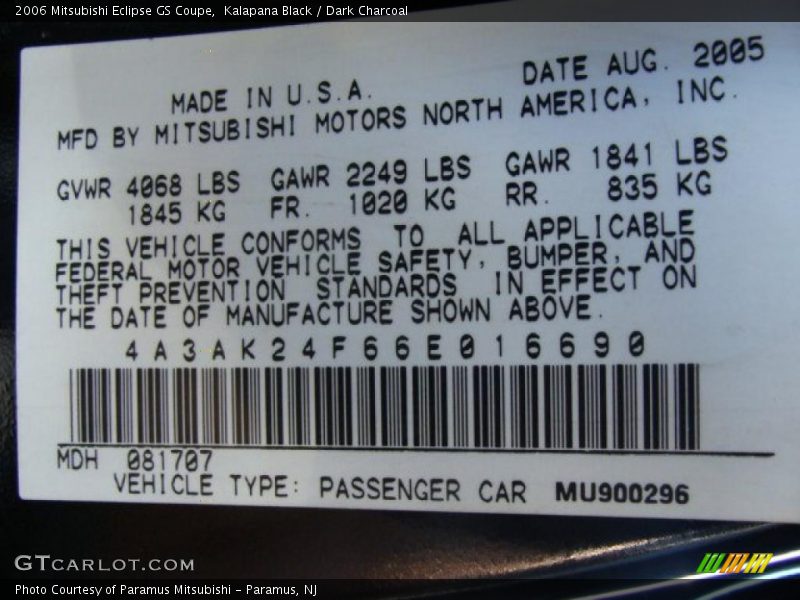 2006 Mitsubishi Eclipse GS Coupe,  Kalapana Black / Dark Charcoal
MADE IN U.S.A. DATE AUG. 2005
MFD BY MITSUBISHI MOTORS NORTH AMERICA, INC.
GVWR 4068 LBS GAWR 2249 LBS GAWR 1841 LBS
1845 KG FR. 1020 KG RR. 835 KG
THIS VEHICLE CONFORMS TO ALL APPLICABLE
FEDERAL MOTOR VEHICLE SAFETY, BUMPER, AND
THEFT PREVENTION STANDARDS IN EFFECT ON
THE DATE OF MANUFACTURE SHOWN ABOVE.
4A3AK24F66E016690
MDH 081707
VEHICLE TYPE: PASSENGER CAR MU900296
GTCARLOT.COM
Photo Courtesy of Paramus Mitsubishi - Paramus, NJ